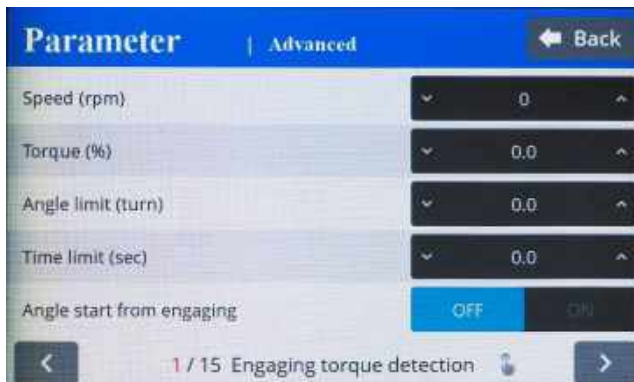 Parameter | Advanced Back
Speed (rpm) 0
Torque (%) 0.0
Angle limit (turn) 0.0
Time limit (sec) 0.0
Angle start from engaging OFF ON
1 / 15 Engaging torque detection